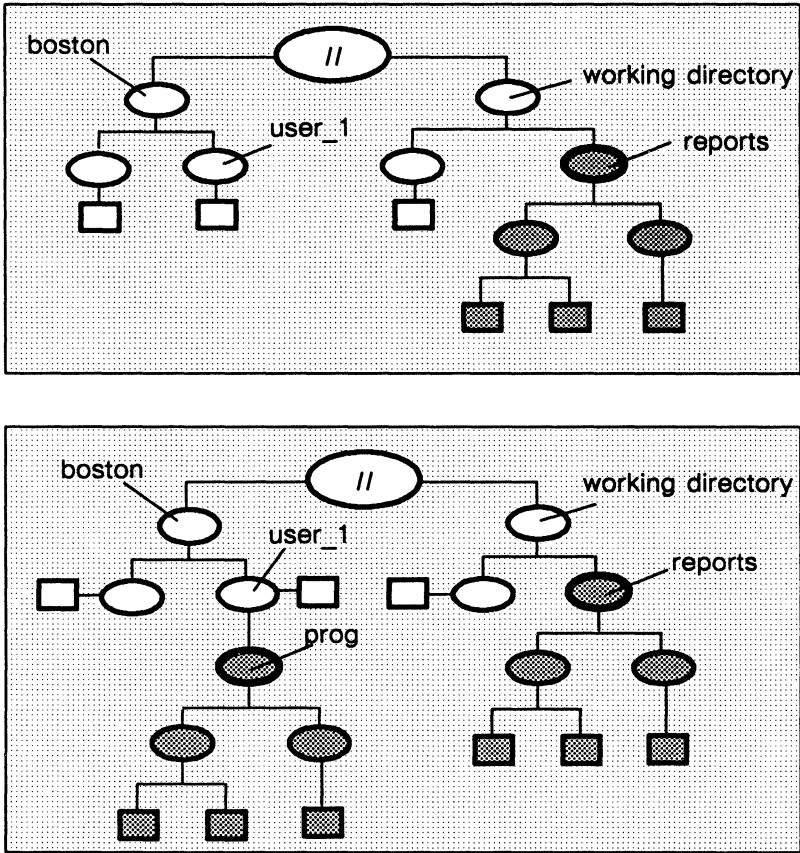 boston
//
working directory
user_1
reports
boston
//
working directory
user_1
reports
prog